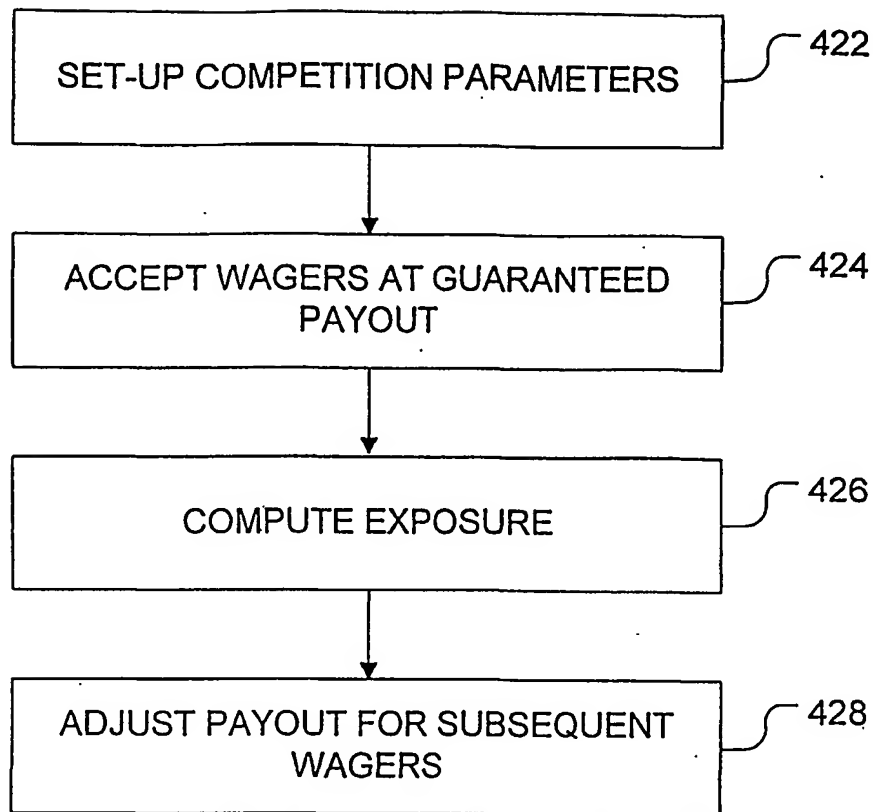 SET-UP COMPETITION PARAMETERS
422
ACCEPT WAGERS AT GUARANTEED
PAYOUT
424
COMPUTE EXPOSURE
426
ADJUST PAYOUT FOR SUBSEQUENT
WAGERS
428